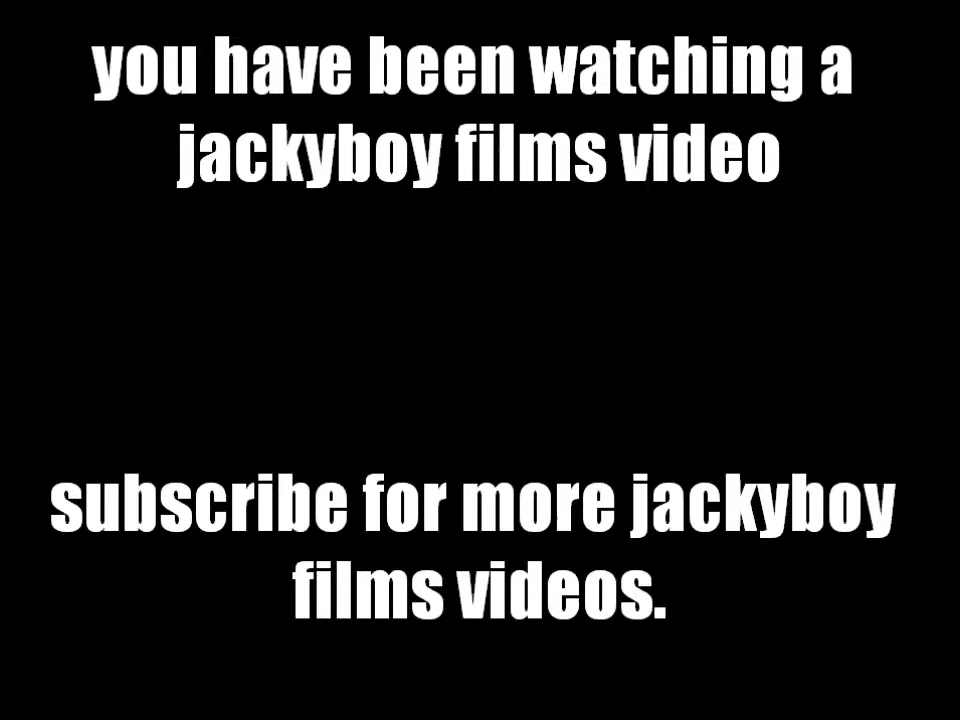 you have been watching a
jackyboy films video
subscribe for more jackyboy
films videos.